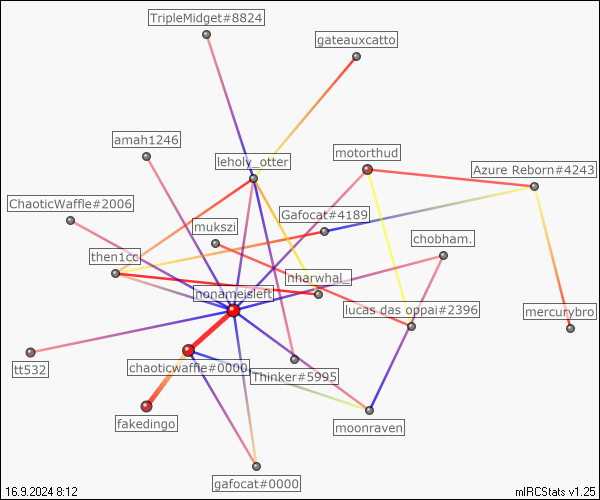 TripleMidget#8824
gateauxcatto
amah1246
leholy_otter
motorthud
Azure Reborn#4243
ChaoticWaffle#2006
Gafocat#4189
mukszi
chobham.
then1cc
nharwhal_
nonameisleft
lucas das oppai#2396
mercurybro
tt532
chaoticwaffle#0000
Thinker#5995
fakedingo
moonraven
gafocat#0000
16.9.2024 8:12
mIRCStats v1.25